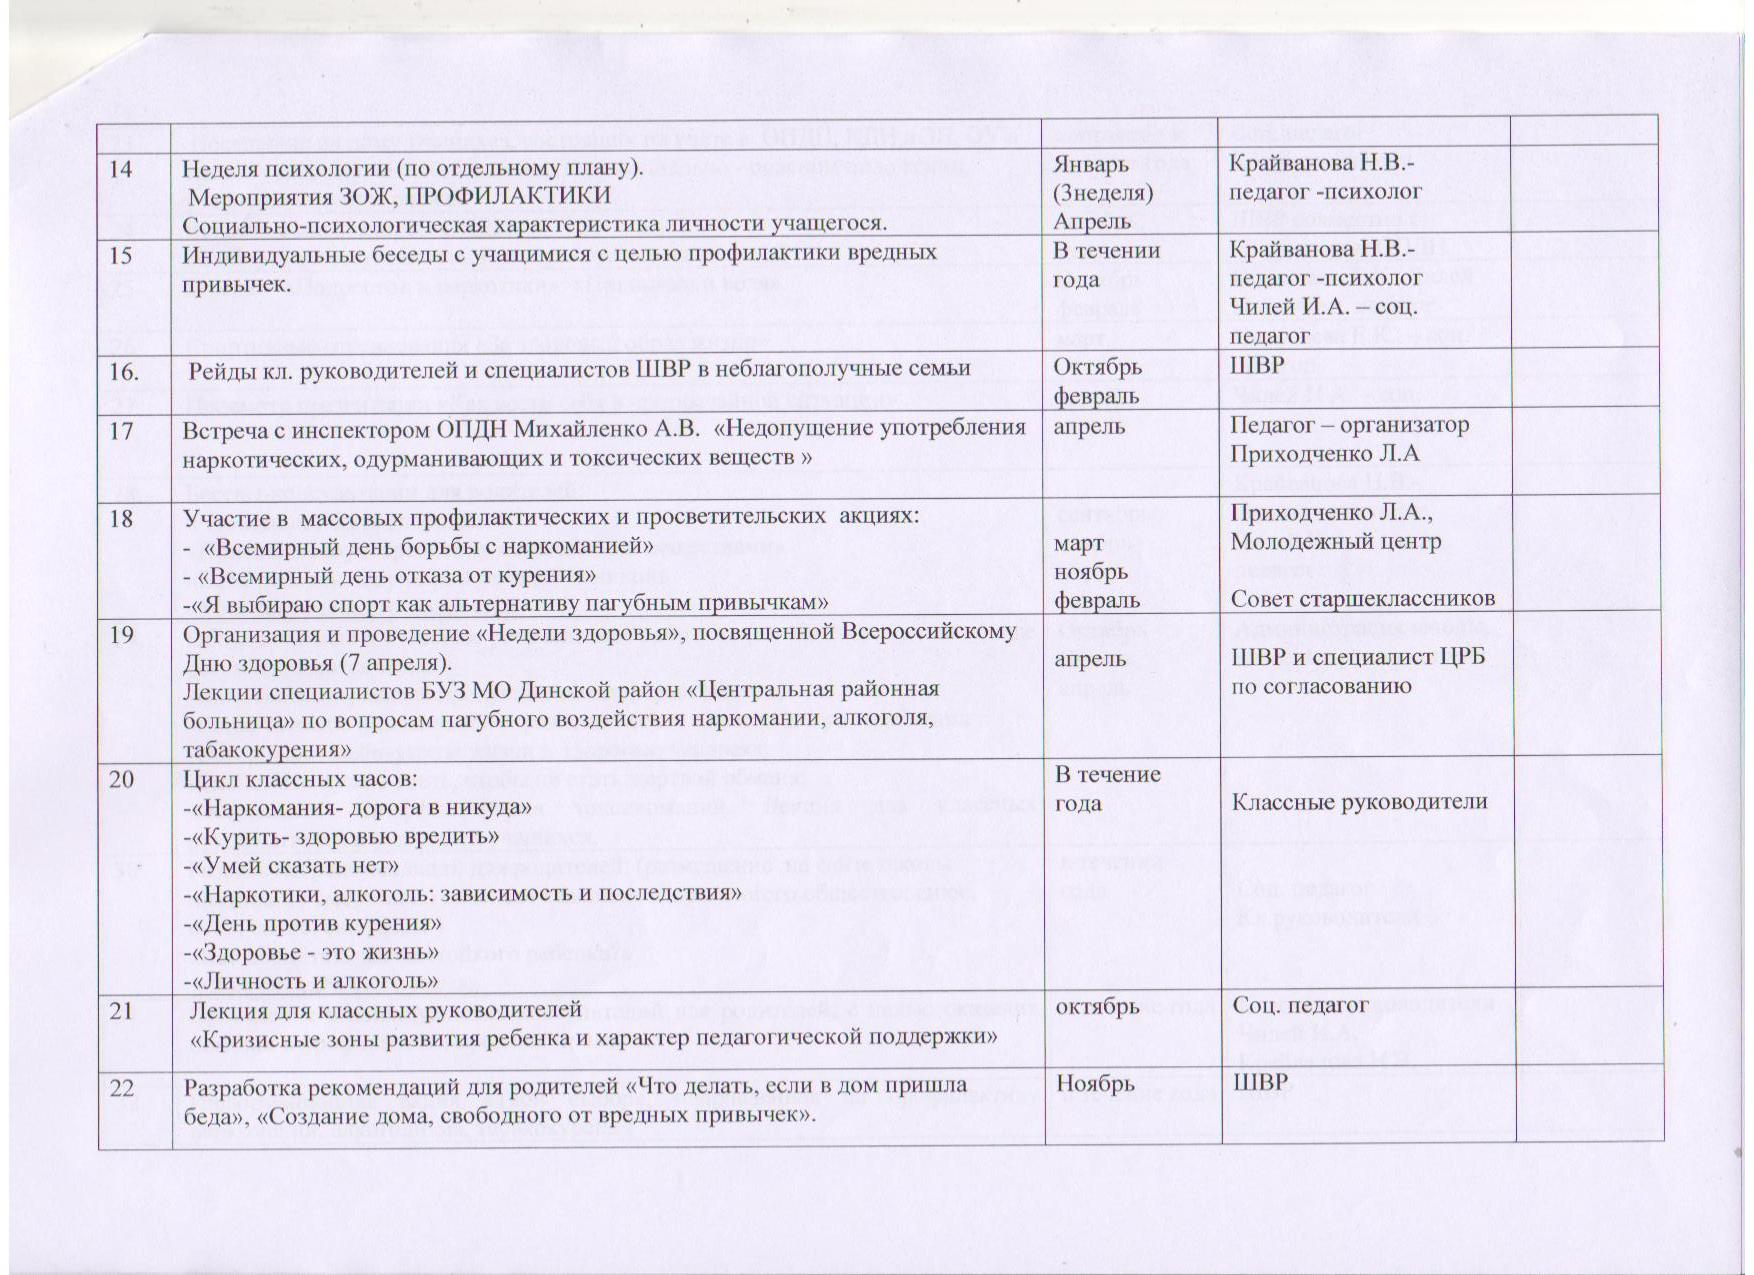 14
Неделя психологии (по отдельному плану).
Мероприятия ЗОЖ, ПРОФИЛАКТИКИ
Социально-психологическая характеристика личности учащегося.
Январь
(3неделя)
Апрель
Крайванова Н.В.-
педагог -психолог
15
Индивидуальные беседы с учащимися с целью профилактики вредных
привычек.
В течении
года
Крайванова Н.В.-
педагог -психолог
Чилей И.А. – соц.
педагог
16.
Рейды кл. руководителей и специалистов ШВР в неблагополучные семьи
Октябрь
февраль
ШВР
17
Встреча с инспектором ОПДН Михайленко А.В.  «Недопущение употребления
наркотических, одурманивающих и токсических веществ »
апрель
Педагог – организатор
Приходченко Л.А
18
Участие в  массовых профилактических и просветительских  акциях:
-  «Всемирный день борьбы с наркоманией»
- «Всемирный день отказа от курения»
-«Я выбираю спорт как альтернативу пагубным привычкам»
март
ноябрь
февраль
Приходченко Л.А.,
Молодежный центр
Совет старшеклассников
19
Организация и проведение «Недели здоровья», посвященной Всероссийскому
Дню здоровья (7 апреля).
Лекции специалистов БУЗ МО Динской район «Центральная районная
больница» по вопросам пагубного воздействия наркомании, алкоголя,
табакокурения»
апрель
ШВР и специалист ЦРБ
по согласованию
20
Цикл классных часов:
-«Наркомания- дорога в никуда»
-«Курить- здоровью вредить»
-«Умей сказать нет»
-«Наркотики, алкоголь: зависимость и последствия»
-«День против курения»
-«Здоровье - это жизнь»
-«Личность и алкоголь»
В течение
года
Классные руководители
21
Лекция для классных руководителей
«Кризисные зоны развития ребенка и характер педагогической поддержки»
октябрь
Соц. педагог
22
Разработка рекомендаций для родителей «Что делать, если в дом пришла
беда», «Создание дома, свободного от вредных привычек».
Ноябрь
ШВР